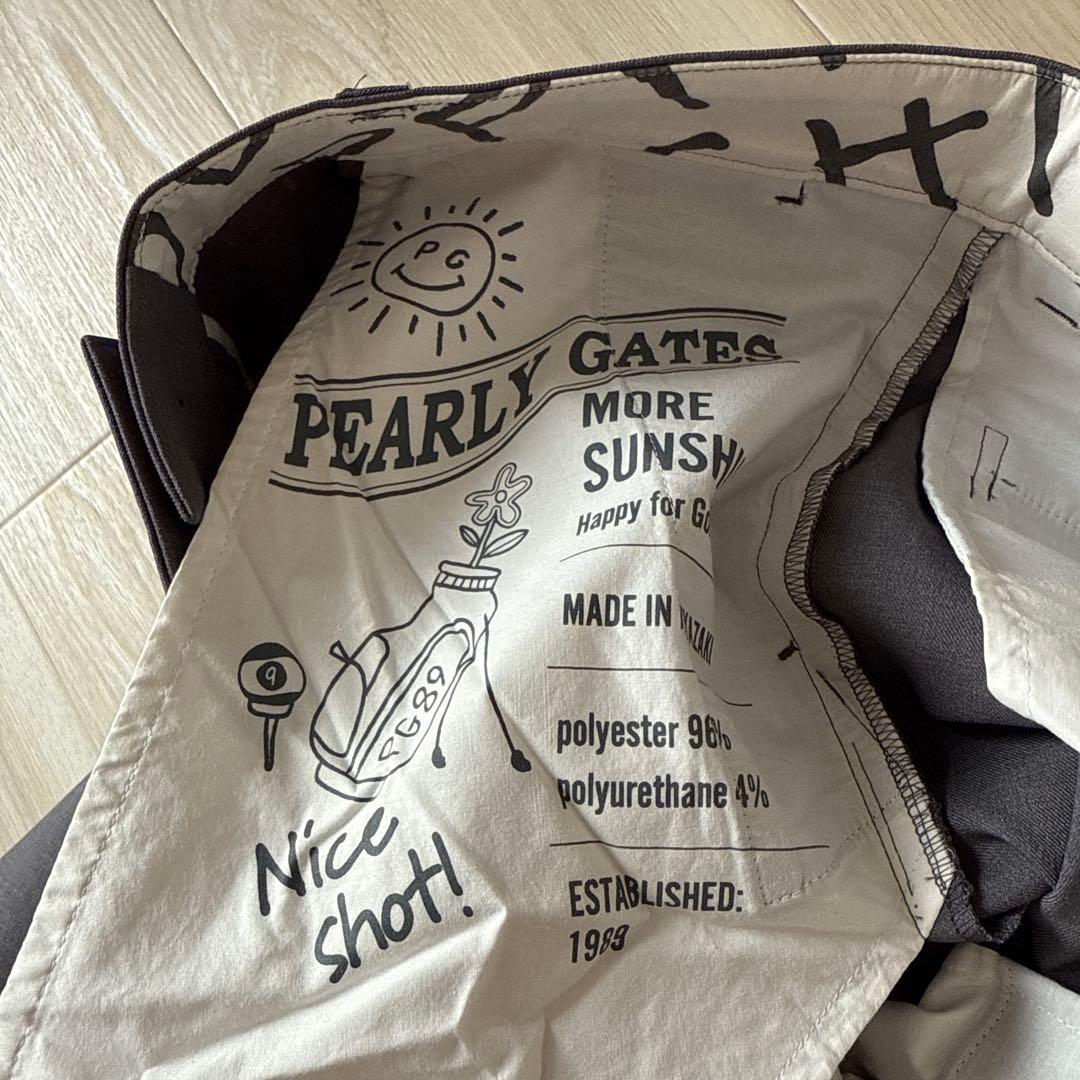 PG
PEARLY GATES
MORE
SUNSH
Happy for Go
MADE IN
polyester 96%
polyurethane 4%
9
PG89
Nice
shot!
ESTABLISHED:
1989
H